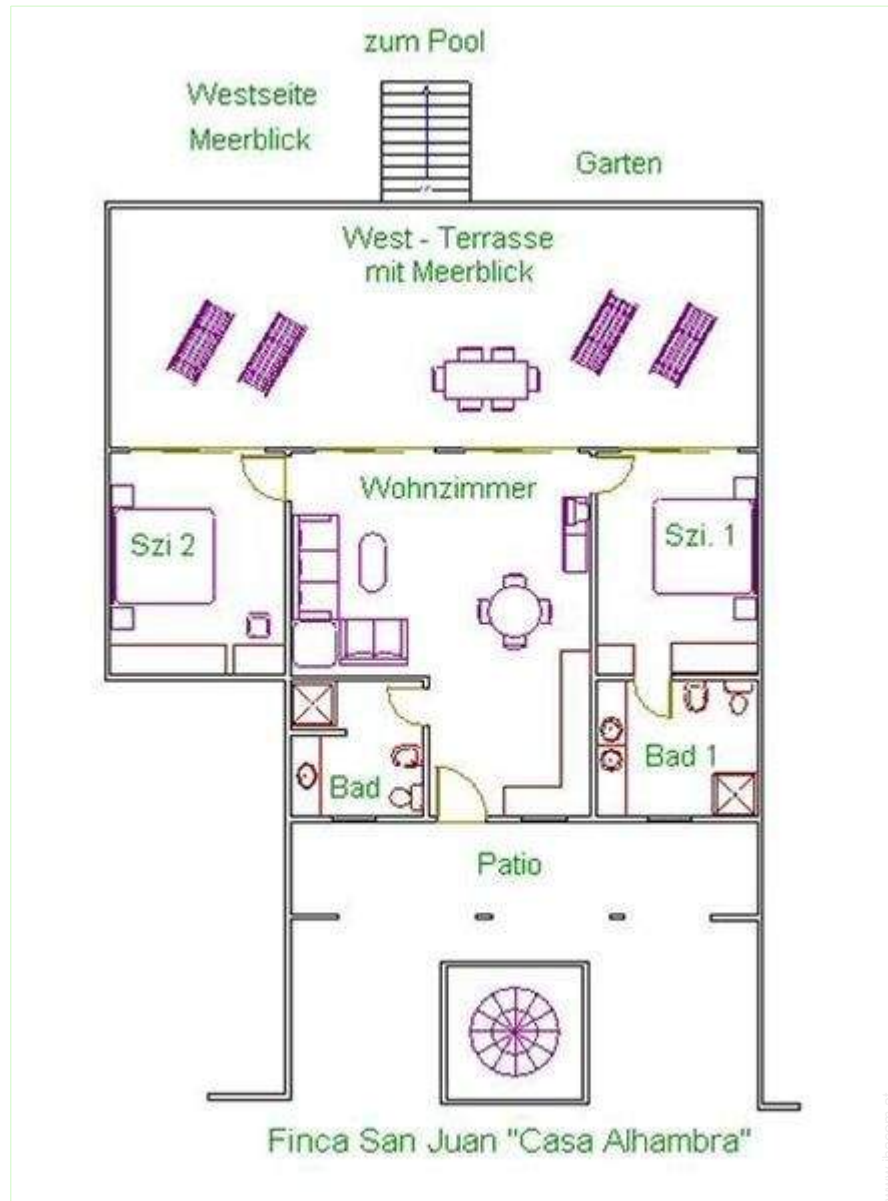 zum Pool
Westseite
Meerblick
Garten
West - Terrasse
mit Meerblick
Wohnzimmer
Szi 2
Szi. 1
Bad 1
Bad
Patio
Finca San Juan "Casa Alhambra"